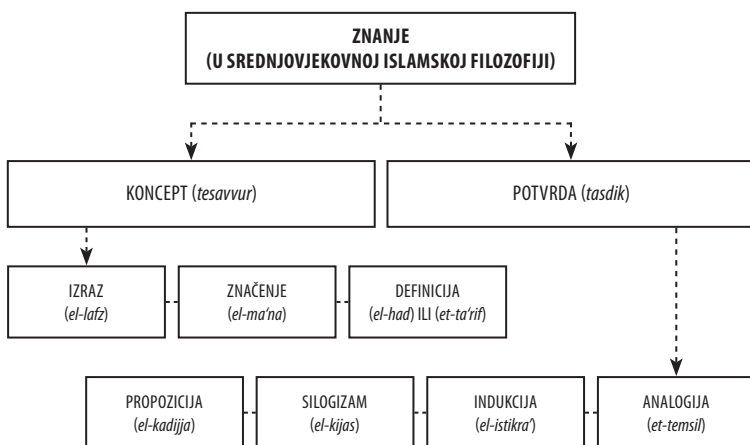 ZNANJE
(U SREDNJOVJEKOVNOJ ISLAMSKOJ FILOZOFIJI)
KONCEPT (tesavvur)
POTVRDA (tasdik)
IZRAZ
(el-lafz)
ZNAČENJE
(el-ma'na)
DEFINICIJA
(el-had) ILI (et-ta'rif)
PROPOZICIJA
(el-kadijja)
SILOGIZAM
(el-kijas)
INDUKCIJA
(el-istikra')
ANALOGIJA
(et-temsil)